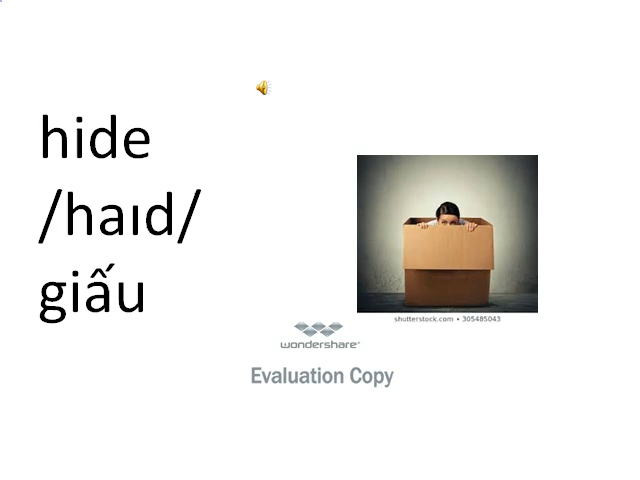 hide
/haɪd/
giấu
shutterstock.com • 305485043
wondershare®
Evaluation Copy